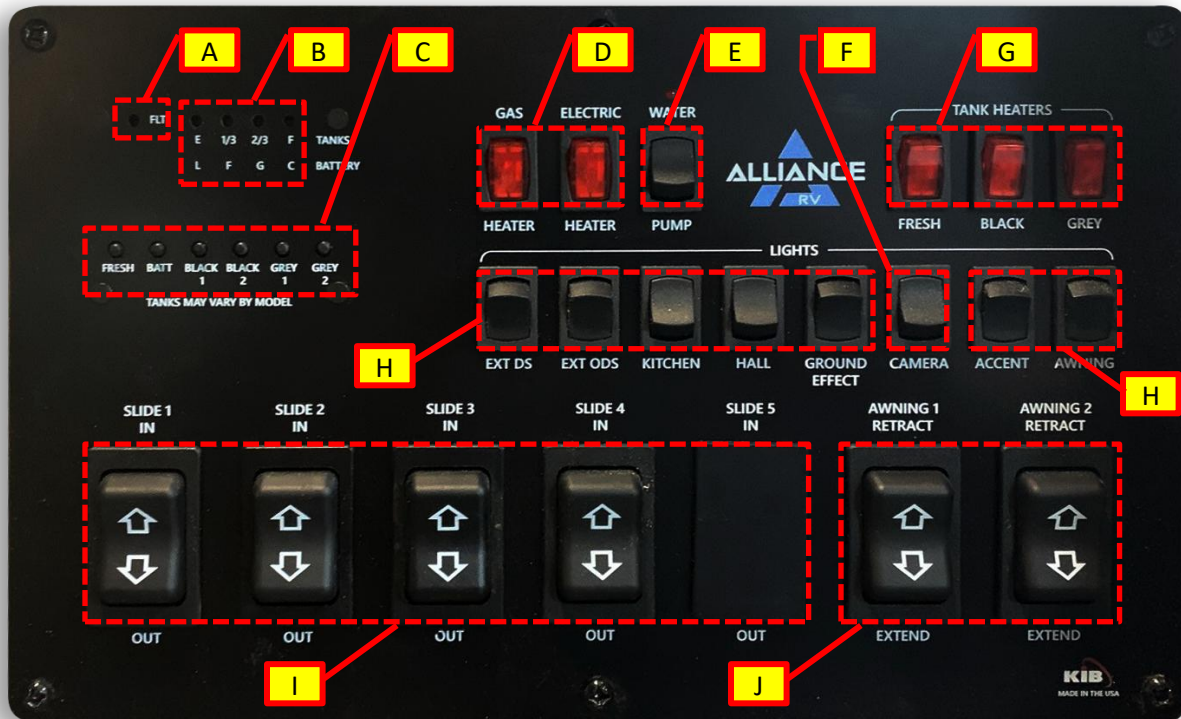 A B C D E F G
GAS ELECTRIC WATER
TANK HEATERS
FLT
E 1/3 2/3 F TANKS
L F G C BATTERY
ALLIANCE
RV
HEATER HEATER PUMP
FRESH BLACK GREY
LIGHTS
FRESH BATT BLACK BLACK GREY GREY
1 2 1 2
TANKS MAY VARY BY MODEL
H
EXT DS EXT ODS KITCHEN HALL GROUND CAMERA ACCENT AWNING
EFFECT
H
SLIDE 1 SLIDE 2 SLIDE 3 SLIDE 4 SLIDE 5 AWNING 1 AWNING 2
IN IN IN IN IN RETRACT RETRACT
OUT OUT OUT OUT OUT EXTEND EXTEND
I J
KIB
MADE IN THE USA